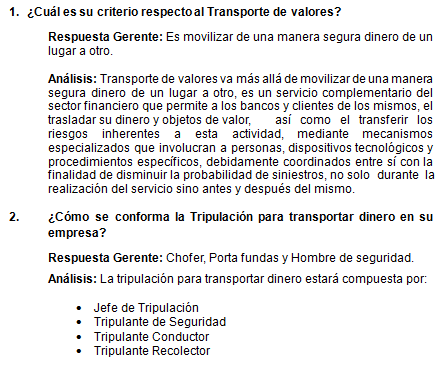 1. ¿Cuál es su criterio respecto al Transporte de valores?
Respuesta Gerente: Es movilizar de una manera segura dinero de un
lugar a otro.
Análisis: Transporte de valores va más allá de movilizar de una manera
segura dinero de un lugar a otro, es un servicio complementario del
sector financiero que permite a los bancos y clientes de los mismos, el
trasladar su dinero y objetos de valor, así como el transferir los
riesgos inherentes a esta actividad, mediante mecanismos
especializados que involucran a personas, dispositivos tecnológicos y
procedimientos específicos, debidamente coordinados entre sí con la
finalidad de disminuir la probabilidad de siniestros, no solo durante la
realización del servicio sino antes y después del mismo.
2. ¿Cómo se conforma la Tripulación para transportar dinero en su
empresa?
Respuesta Gerente: Chofer, Porta fundas y Hombre de seguridad.
Análisis: La tripulación para transportar dinero estará compuesta por:
• Jefe de Tripulación
• Tripulante de Seguridad
• Tripulante Conductor
• Tripulante Recolector